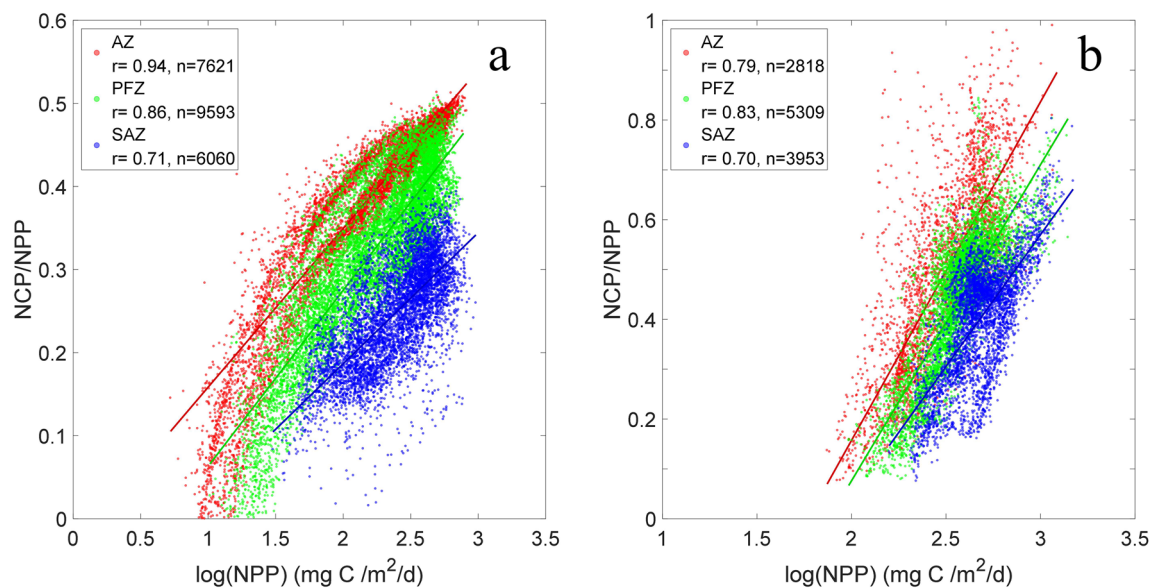 a
AZ
r= 0.94, n=7621
PFZ
r= 0.86, n=9593
SAZ
r= 0.71, n=6060
NCP/NPP
0.6
0.5
0.4
0.3
0.2
0.1
0
0 0.5 1 1.5 2 2.5 3 3.5
log(NPP) (mg C /m²/d)
b
AZ
r= 0.79, n=2818
PFZ
r= 0.83, n=5309
SAZ
r= 0.70, n=3953
NCP/NPP
1
0.8
0.6
0.4
0.2
0
1 1.5 2 2.5 3 3.5
log(NPP) (mg C /m²/d)